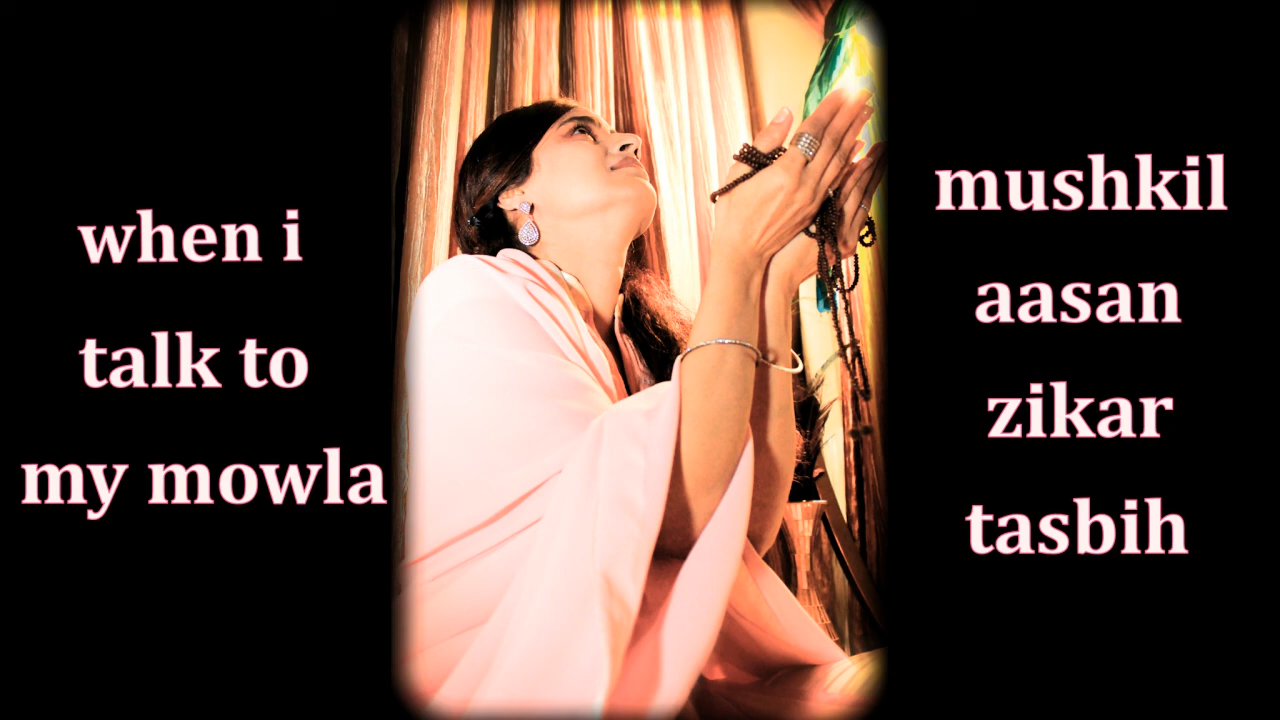 when i
talk to
my mowla
mushkil
aasan
zikar
tasbih